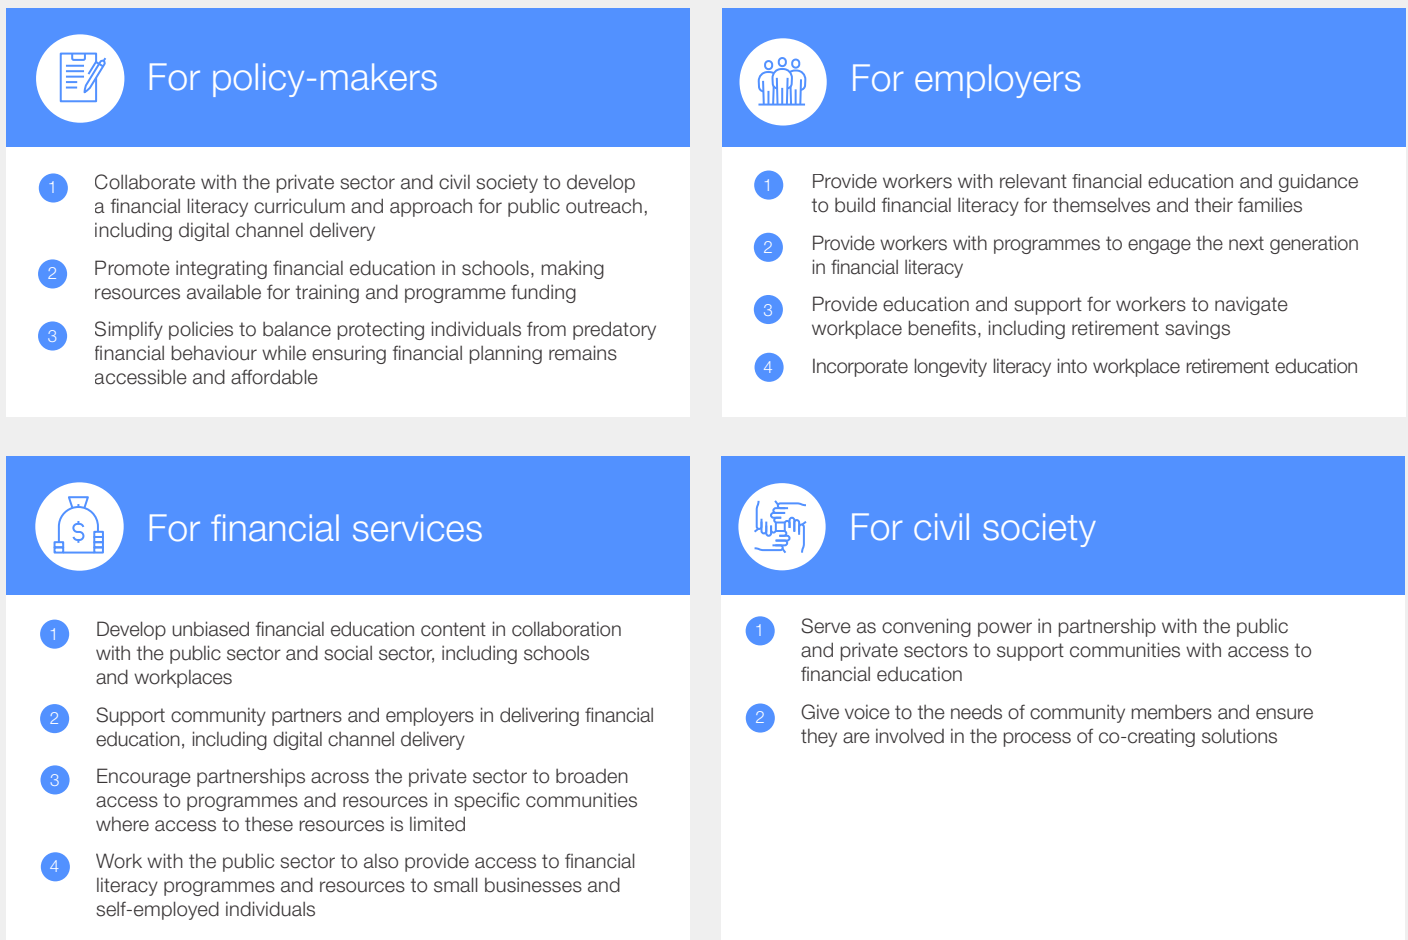 For policy-makers
1
Collaborate with the private sector and civil society to develop
a financial literacy curriculum and approach for public outreach,
including digital channel delivery
2
Promote integrating financial education in schools, making
resources available for training and programme funding
3
Simplify policies to balance protecting individuals from predatory
financial behaviour while ensuring financial planning remains
accessible and affordable
For employers
1
Provide workers with relevant financial education and guidance
to build financial literacy for themselves and their families
2
Provide workers with programmes to engage the next generation
in financial literacy
3
Provide education and support for workers to navigate
workplace benefits, including retirement savings
4
Incorporate longevity literacy into workplace retirement education
$
For financial services
1
Develop unbiased financial education content in collaboration
with the public sector and social sector, including schools
and workplaces
2
Support community partners and employers in delivering financial
education, including digital channel delivery
3
Encourage partnerships across the private sector to broaden
access to programmes and resources in specific communities
where access to these resources is limited
4
Work with the public sector to also provide access to financial
literacy programmes and resources to small businesses and
self-employed individuals
For civil society
1
Serve as convening power in partnership with the public
and private sectors to support communities with access to
financial education
2
Give voice to the needs of community members and ensure
they are involved in the process of co-creating solutions